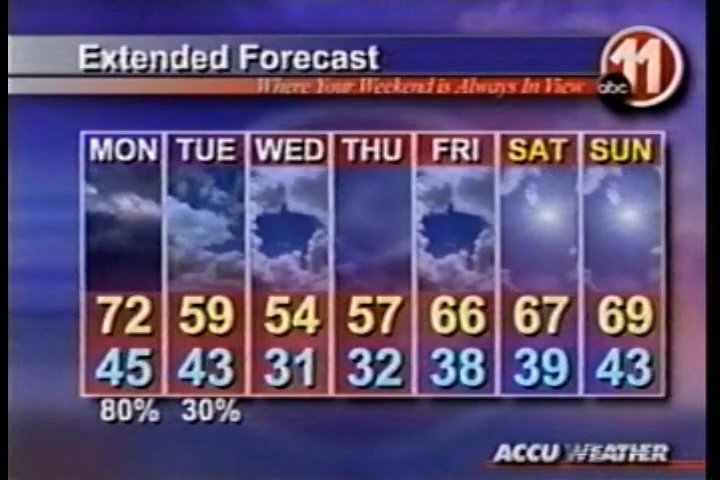 Extended Forecast
Where Your Weekend is Always In View
11
abc
MON TUE WED THU FRI SAT SUN
72 59 54 57 66 67 69
45 43 31 32 38 39 43
80% 30%
ACCU WEATHER